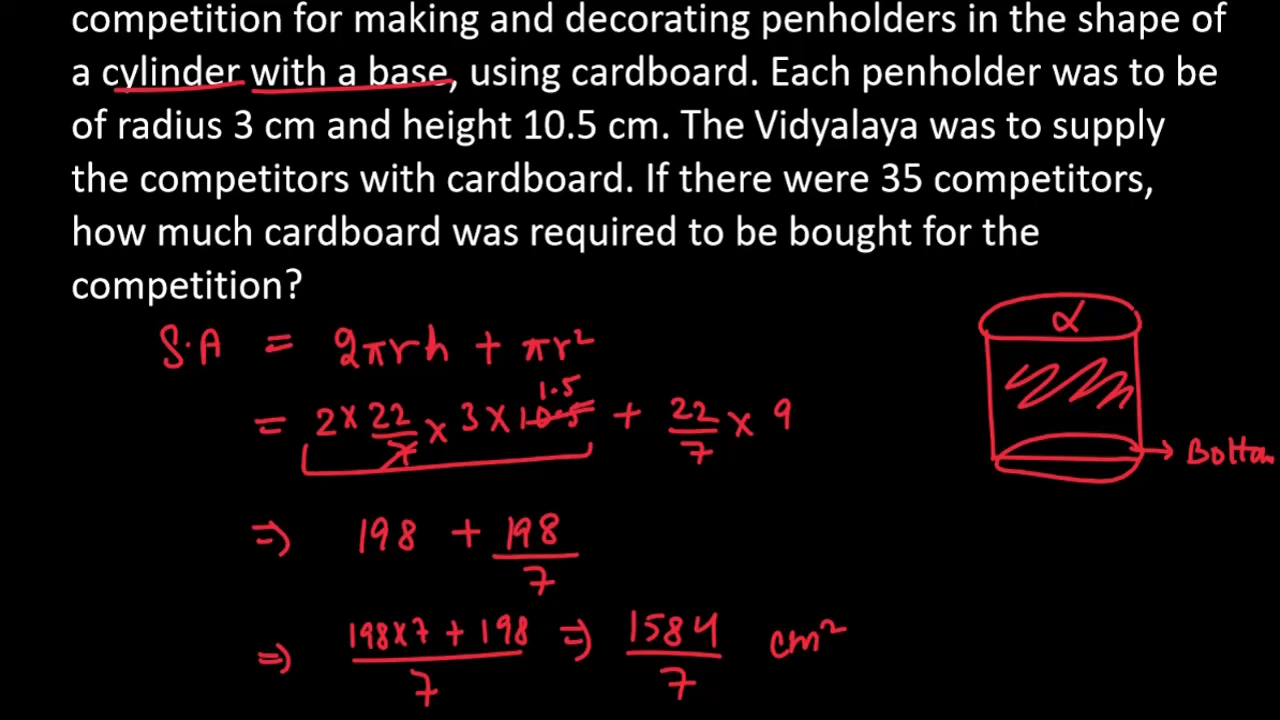 competition for making and decorating penholders in the shape of
a cylinder with a base, using cardboard. Each penholder was to be
of radius 3 cm and height 10.5 cm. The Vidyalaya was to supply
the competitors with cardboard. If there were 35 competitors,
how much cardboard was required to be bought for the
competition?
S.A = 2πrh + πr²
1.5
= 2 × 22/7 × 3 × 10.5 + 22/7 × 9
Bottom
⇒ 198 + 198/7
⇒ (198×7 + 198)/7 ⇒ 1584/7 cm²